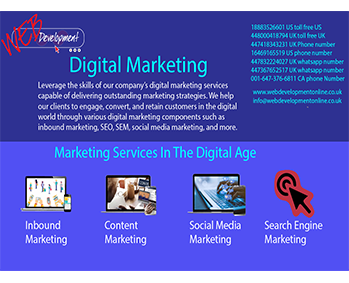 WEB
Development
18883526601 US toll free US
448000418794 UK toll free UK
447418343231 UK Phone number
16469165519 US phone number
447832224027 UK whatsapp number
447367652517 UK whatsapp number
001-647-376-6811 CA phone Number
www.webdevelopmentonline.co.uk
info@webdevelopmentonline.co.uk
Digital Marketing
Leverage the skills of our company's digital marketing services
capable of delivering outstanding marketing strategies. We help
our clients to engage, convert, and retain customers in the digital
world through various digital marketing components such as
inbound marketing, SEO, SEM, social media marketing, and more.
Marketing Services In The Digital Age
Inbound
Marketing
Content
Marketing
Social Media
Marketing
Search Engine
Marketing